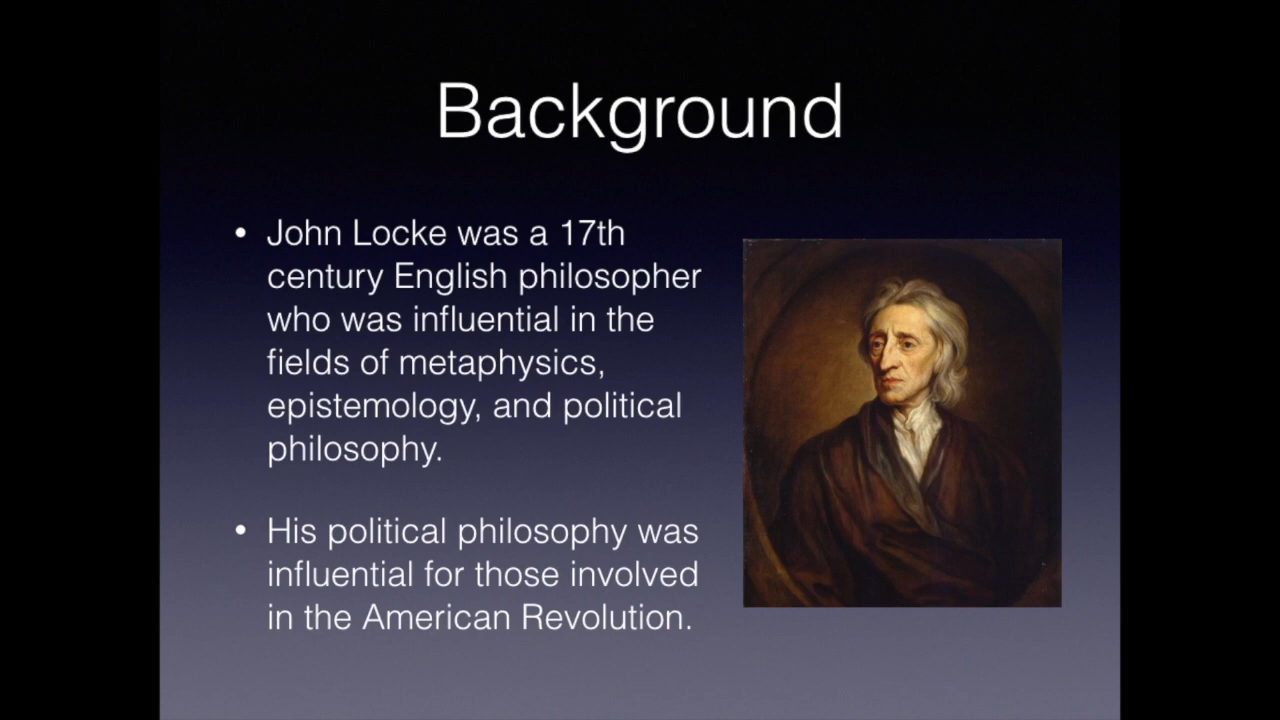 Background
• John Locke was a 17th
century English philosopher
who was influential in the
fields of metaphysics,
epistemology, and political
philosophy.
• His political philosophy was
influential for those involved
in the American Revolution.